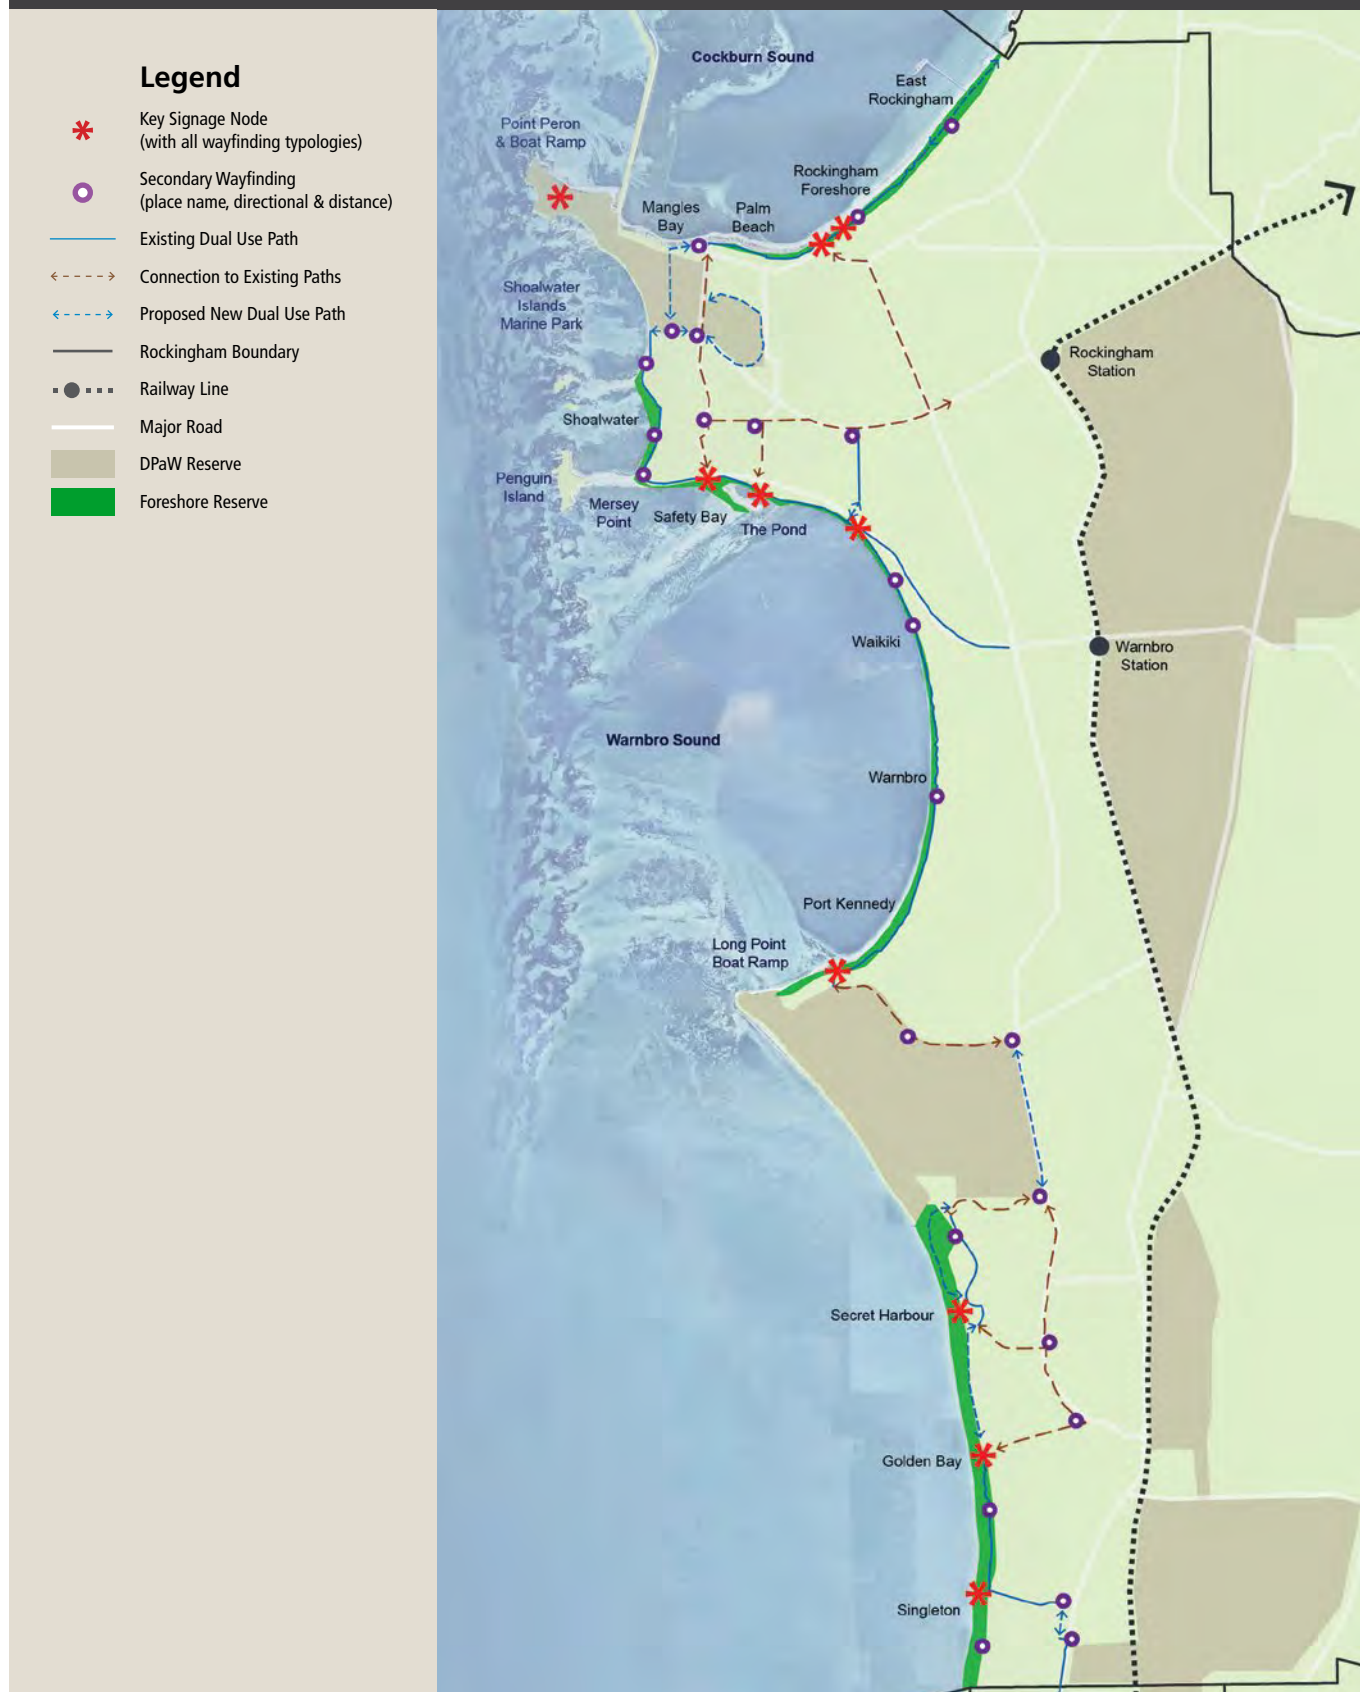 Legend
Key Signage Node
(with all wayfinding typologies)
Secondary Wayfinding
(place name, directional & distance)
Existing Dual Use Path
Connection to Existing Paths
Proposed New Dual Use Path
Rockingham Boundary
Railway Line
Major Road
DPaW Reserve
Foreshore Reserve
Cockburn Sound
East
Rockingham
Point Peron
& Boat Ramp
Rockingham
Foreshore
Mangles
Bay
Palm
Beach
Shoalwater
Islands
Marine Park
Rockingham
Station
Shoalwater
Penguin
Island
Mersey
Point
Safety Bay
The Pond
Waikiki
Warnbro
Station
Warnbro Sound
Warnbro
Port Kennedy
Long Point
Boat Ramp
Secret Harbour
Golden Bay
Singleton